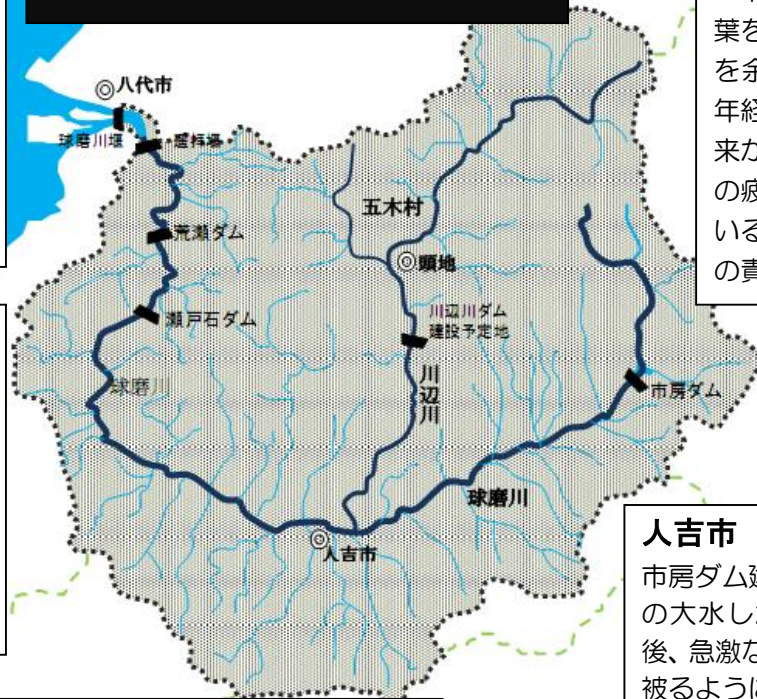 葉を
を余
年経
来か
の疲
いる
の責
八代市
球磨川堰
遥拝堰
荒瀬ダム
瀬戸石ダム
球磨川
五木村
頭地
川辺川ダム
建設予定地
川辺川
市房ダム
球磨川
人吉市
人吉市
市房ダム建
の大水し
後、急激な
被るように